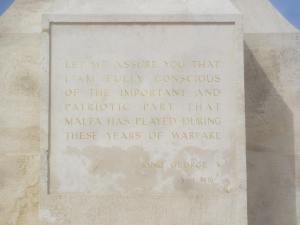 LET ME ASSURE YOU THAT
I AM FULLY CONSCIOUS
OF THE IMPORTANT AND
PATRIOTIC PART THAT
MALTA HAS PLAYED DURING
THESE YEARS OF WARFARE
KING GEORGE V